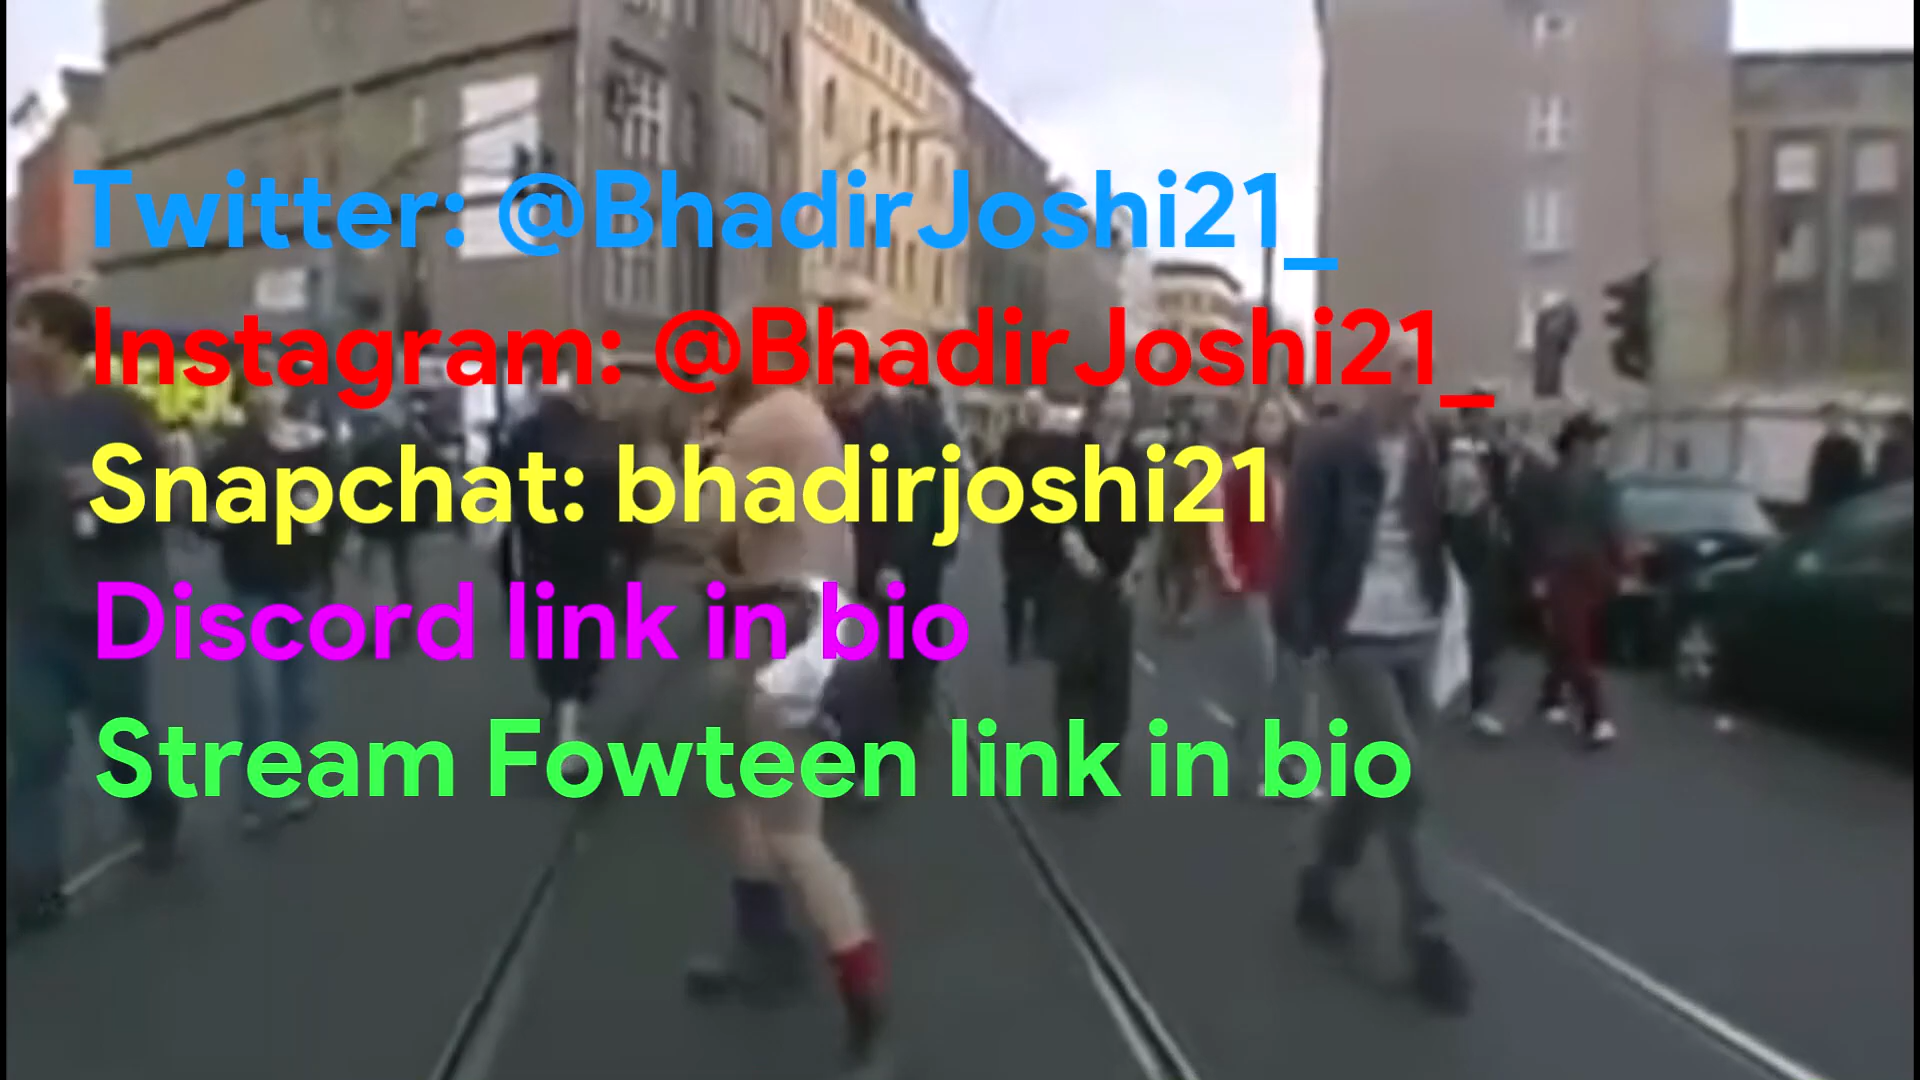 Twitter: @BhadirJoshi21_
Instagram: @BhadirJoshi21_
Snapchat: bhadirjoshi21
Discord link in bio
Stream Fowteen link in bio